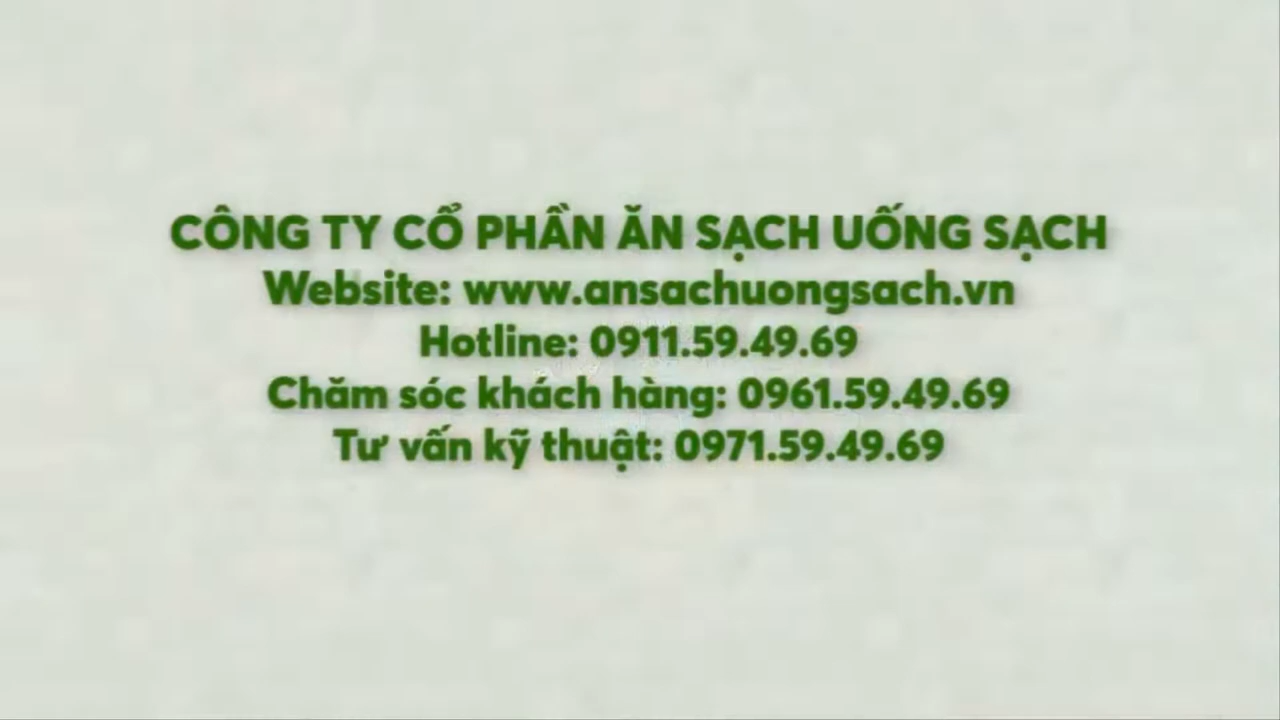 CÔNG TY CỔ PHẦN ĂN SẠCH UỐNG SẠCH
Website: www.ansachuongsach.vn
Hotline: 0911.59.49.69
Chăm sóc khách hàng: 0961.59.49.69
Tư vấn kỹ thuật: 0971.59.49.69